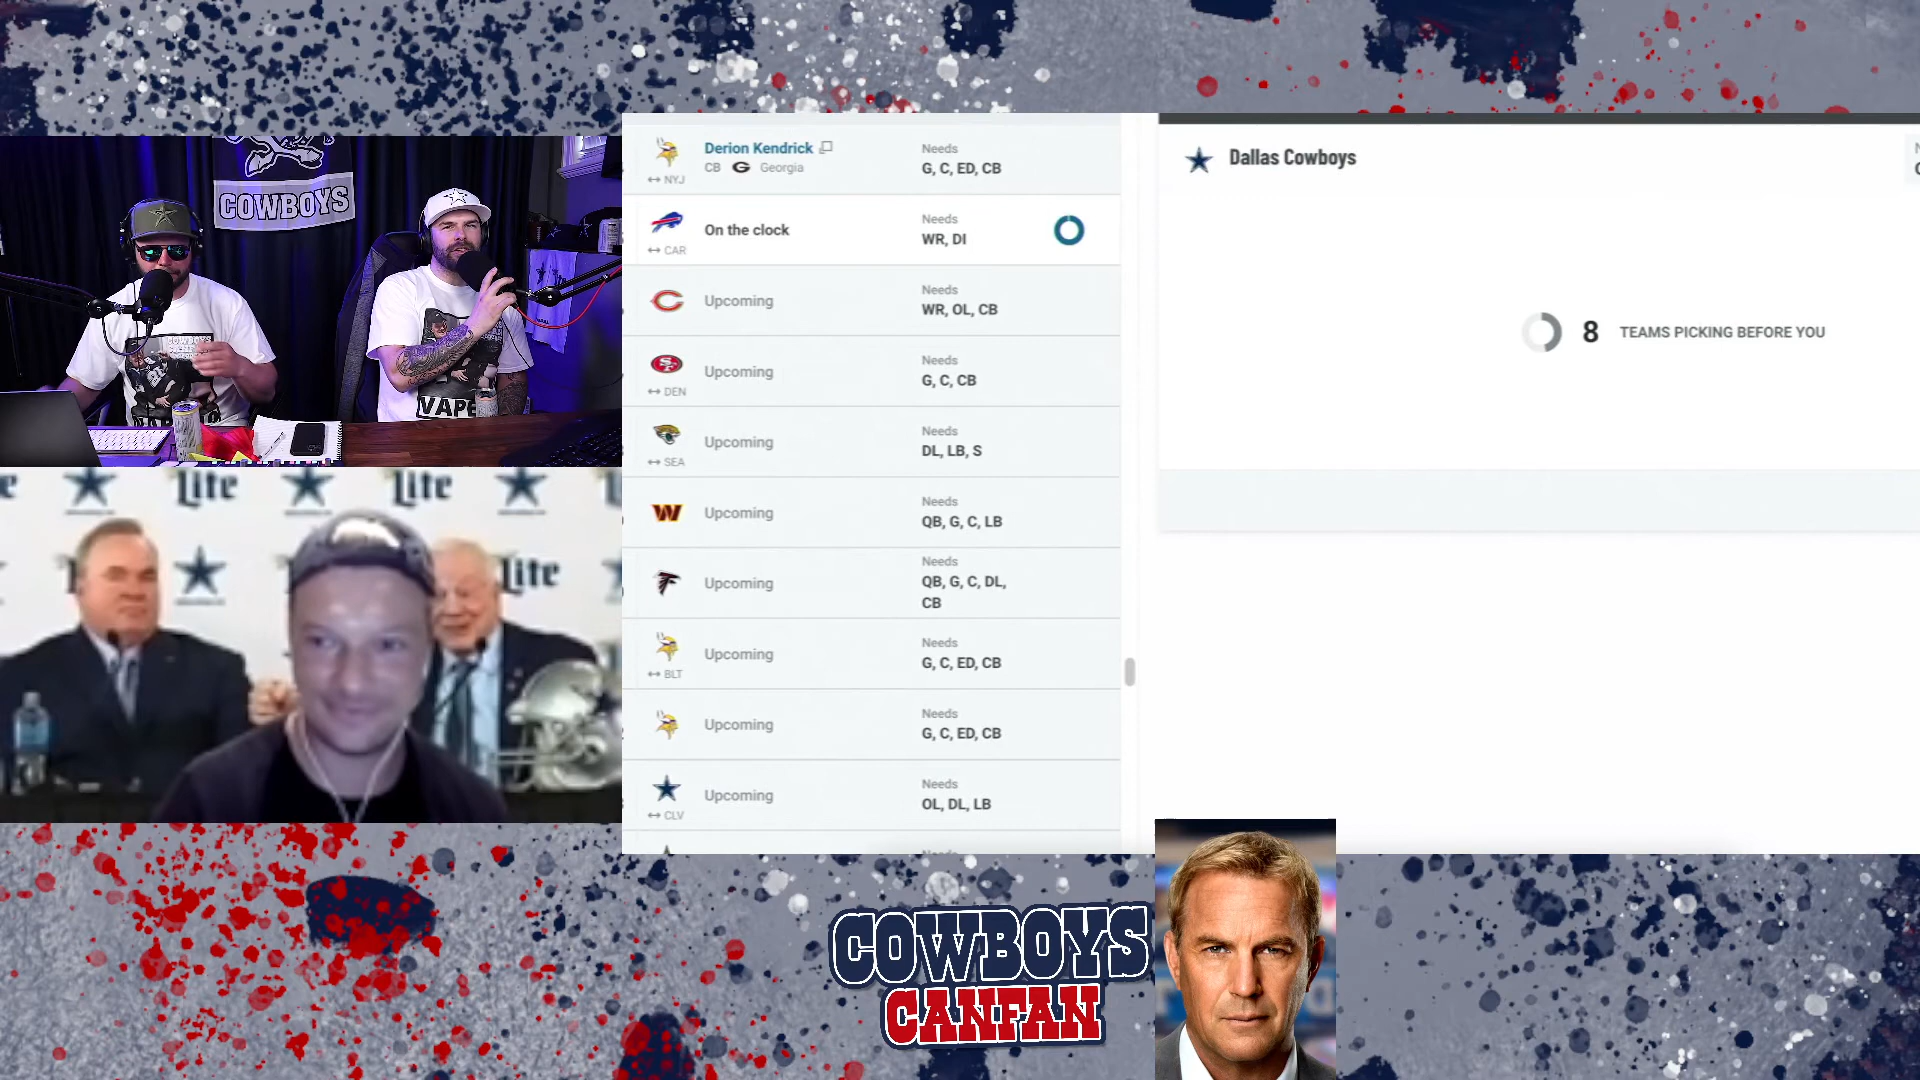 COWBOYS
COWBOYS
VAPE
Lite
Lite
Lite
Derion Kendrick
CB G Georgia
↔ NYJ
Needs
G, C, ED, CB
On the clock
↔ CAR
Needs
WR, DI
Upcoming
Needs
WR, OL, CB
Upcoming
↔ DEN
Needs
G, C, CB
Upcoming
↔ SEA
Needs
DL, LB, S
W
Upcoming
Needs
QB, G, C, LB
Upcoming
Needs
QB, G, C, DL,
CB
Upcoming
↔ BLT
Needs
G, C, ED, CB
Upcoming
Needs
G, C, ED, CB
Upcoming
↔ CLV
Needs
OL, DL, LB
Dallas Cowboys
8 TEAMS PICKING BEFORE YOU
COWBOYS
CANFAN